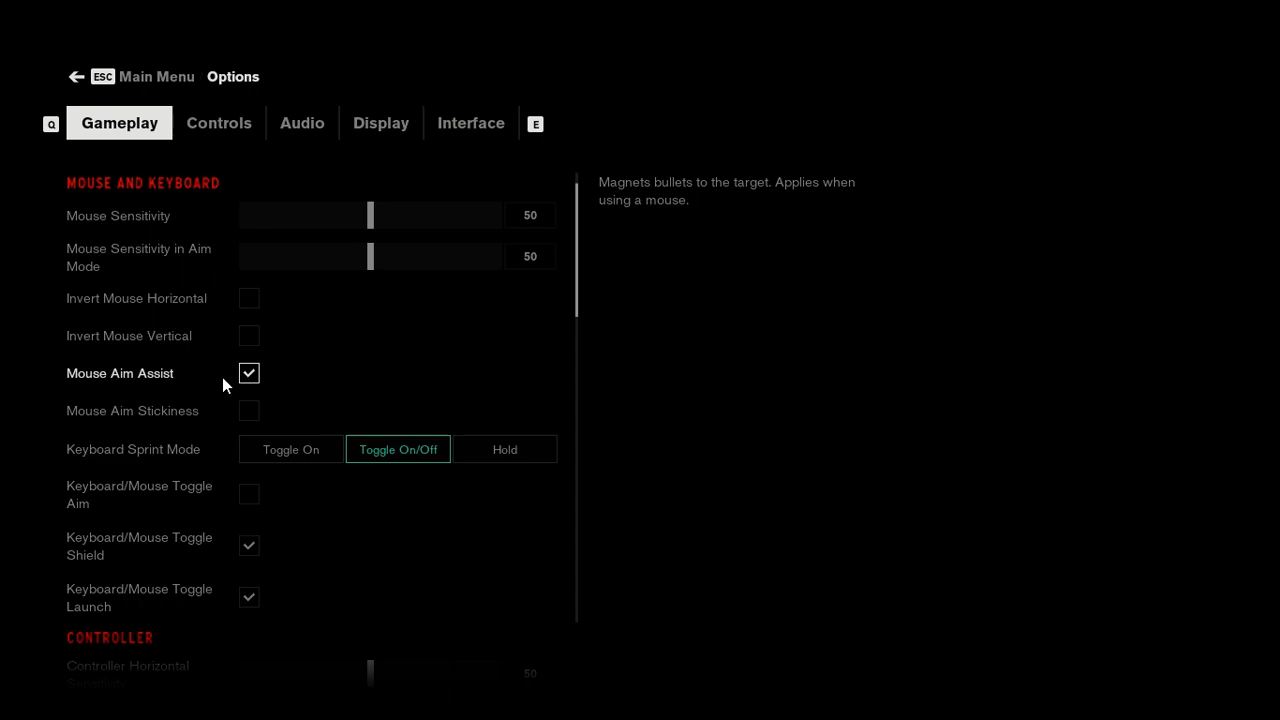 ESC Main Menu Options
Q Gameplay Controls Audio Display Interface E
MOUSE AND KEYBOARD
Magnets bullets to the target. Applies when
using a mouse.
Mouse Sensitivity 50
Mouse Sensitivity in Aim
Mode 50
Invert Mouse Horizontal
Invert Mouse Vertical
Mouse Aim Assist
Mouse Aim Stickiness
Keyboard Sprint Mode Toggle On Toggle On/Off Hold
Keyboard/Mouse Toggle
Aim
Keyboard/Mouse Toggle
Shield
Keyboard/Mouse Toggle
Launch
CONTROLLER
Controller Horizontal
Sensitivity 50